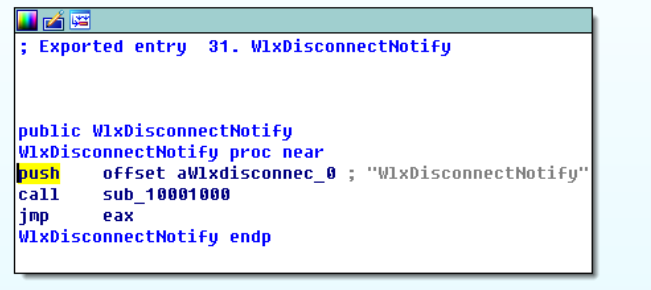 ; Exported entry  31. WlxDisconnectNotify
public WlxDisconnectNotify
WlxDisconnectNotify proc near
push    offset aWlxdisconnec_0 ; "WlxDisconnectNotify"
call    sub_10001000
jmp     eax
WlxDisconnectNotify endp